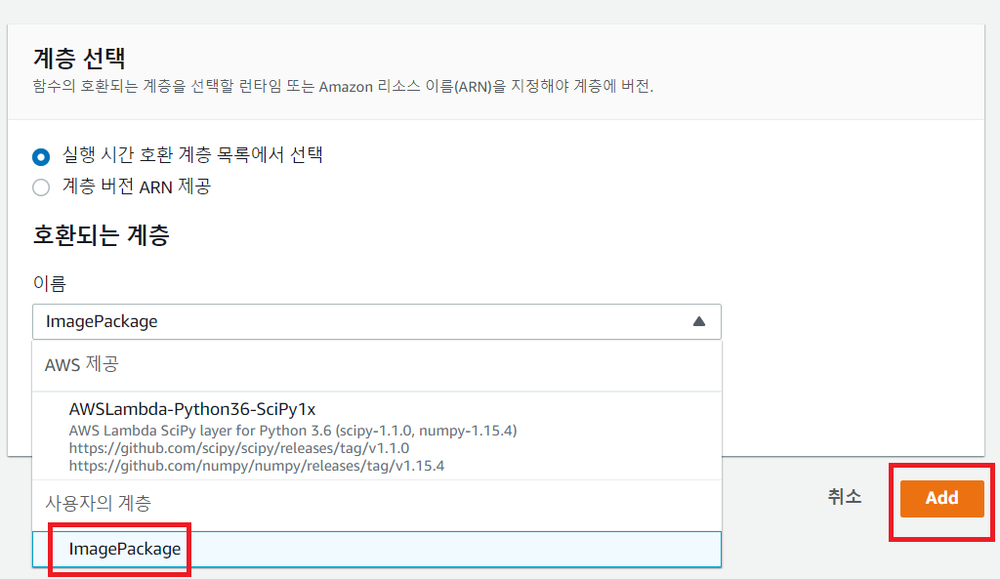 계층 선택
함수의 호환되는 계층을 선택할 런타임 또는 Amazon 리소스 이름(ARN)을 지정해야 계층에 버전.
실행 시간 호환 계층 목록에서 선택
계층 버전 ARN 제공
호환되는 계층
이름
ImagePackage
AWS 제공
AWSLambda-Python36-SciPy1x
AWS Lambda SciPy layer for Python 3.6 (scipy-1.1.0, numpy-1.15.4)
https://github.com/scipy/scipy/releases/tag/v1.1.0
https://github.com/numpy/numpy/releases/tag/v1.15.4
사용자의 계층
ImagePackage
취소
Add